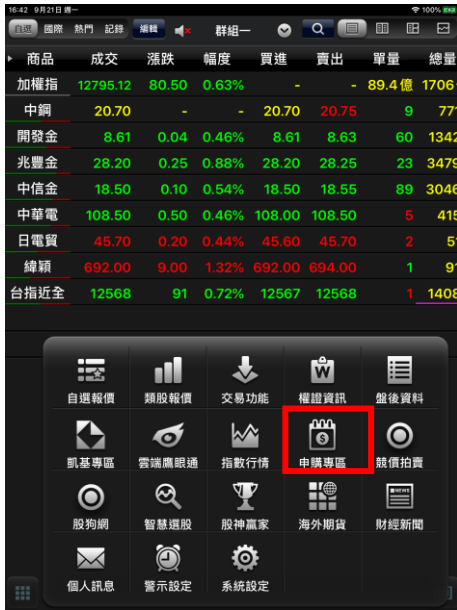 16:42 9月21日 週一 100%
自選 國際 熱門 記錄 編輯 群組一
商品 成交 漲跌 幅度 買進 賣出 單量 總量
加權指 12795.12 80.50 0.63% - - 89.4億 1706
中鋼 20.70 - - 20.70 20.75 9 771
開發金 8.61 0.04 0.46% 8.61 8.63 60 1342
兆豐金 28.20 0.25 0.88% 28.20 28.25 23 3479
中信金 18.50 0.10 0.54% 18.50 18.55 89 3046
中華電 108.50 0.50 0.46% 108.00 108.50 5 415
日電貿 45.70 0.20 0.44% 45.60 45.70 2 5
緯穎 692.00 9.00 1.32% 692.00 694.00 1 9
台指近全 12568 91 0.72% 12567 12568 1 1408
自選報價 類股報價 交易功能 權證資訊 盤後資料
凱基專區 雲端鷹眼通 指數行情 申購專區 競價拍賣
股狗網 智慧選股 股神贏家 海外期貨 財經新聞
個人訊息 警示設定 系統設定